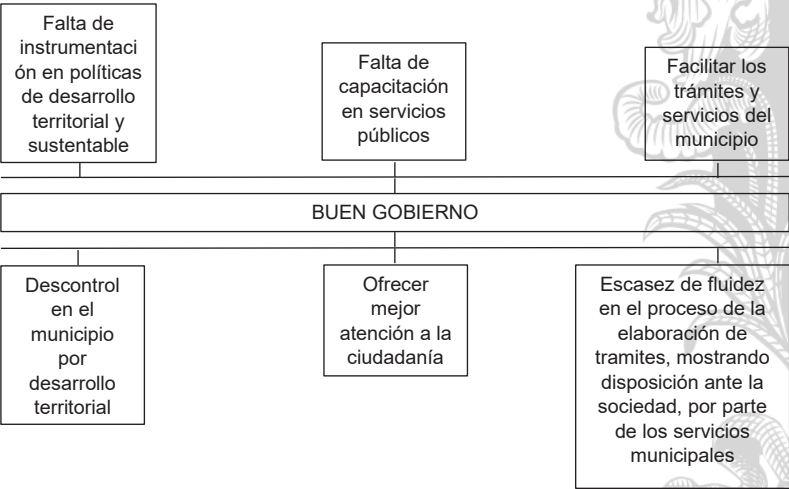 Falta de
instrumentaci
ón en políticas
de desarrollo
territorial y
sustentable
Falta de
capacitación
en servicios
públicos
Facilitar los
trámites y
servicios del
municipio
BUEN GOBIERNO
Descontrol
en el
municipio
por
desarrollo
territorial
Ofrecer
mejor
atención a la
ciudadanía
Escasez de fluidez
en el proceso de la
elaboración de
tramites, mostrando
disposición ante la
sociedad, por parte
de los servicios
municipales